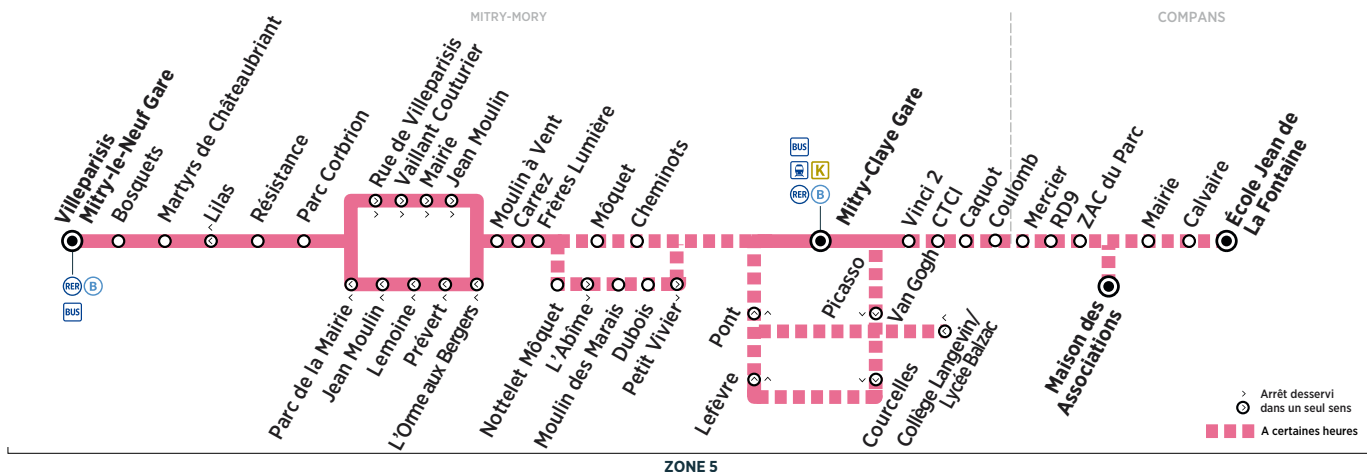 MITRY-MORY
COMPANS
Villeparisis
Mitry-le-Neuf Gare
Bosquets
Martyrs de Châteaubriant
Lilas
Résistance
Parc Corbrion
Rue de Villeparisis
Vaillant Couturier
Mairie
Jean Moulin
Moulin à Vent
Carrez
Frères Lumière
Môquet
Cheminots
BUS
K
RER B
Mitry-Claye Gare
Vinci 2
CTCI
Caquot
Coulomb
Mercier
RD9
ZAC du Parc
Mairie
Calvaire
École Jean de
La Fontaine
RER B
BUS
Parc de la Mairie
Jean Moulin
Lemoine
Prévert
L'Orme aux Bergers
Nottelet Môquet
L'Abîme
Moulin des Marais
Dubois
Petit Vivier
Pont
Lefèvre
Picasso
Van Gogh
Courcelles
Collège Langevin/
Lycée Balzac
Maison des
Associations
Arrêt desservi
dans un seul sens
A certaines heures
ZONE 5